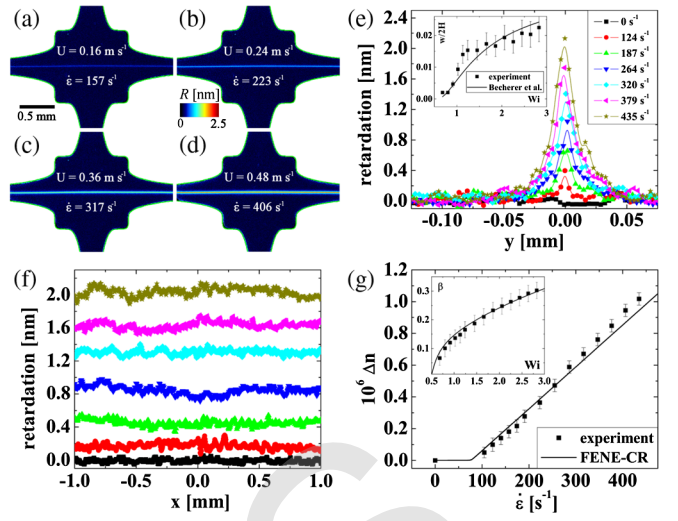 (a)
U = 0.16 m s⁻¹
ε̇ = 157 s⁻¹
0.5 mm
(b)
U = 0.24 m s⁻¹
ε̇ = 223 s⁻¹
R [nm]
0 2.5
(c)
U = 0.36 m s⁻¹
ε̇ = 317 s⁻¹
(d)
U = 0.48 m s⁻¹
ε̇ = 406 s⁻¹
(e)
retardation [nm]
2.8
2.4
2.0
1.6
1.2
0.8
0.4
0.0
-0.10 -0.05 0.00 0.05
y [mm]
w/2H
0.02
0.01
0.00
1 2 3
experiment
Becherer et al.
Wi
0 s⁻¹
124 s⁻¹
187 s⁻¹
264 s⁻¹
320 s⁻¹
379 s⁻¹
435 s⁻¹
(f)
retardation [nm]
2.0
1.6
1.2
0.8
0.4
0.0
-1.0 -0.5 0.0 0.5 1.0
x [mm]
(g)
10⁶ Δn
1.2
1.0
0.8
0.6
0.4
0.2
0.0
0 100 200 300 400
ε̇ [s⁻¹]
β
0.3
0.2
0.1
0.5 1.0 1.5 2.0 2.5 3.0
Wi
experiment
FENE-CR